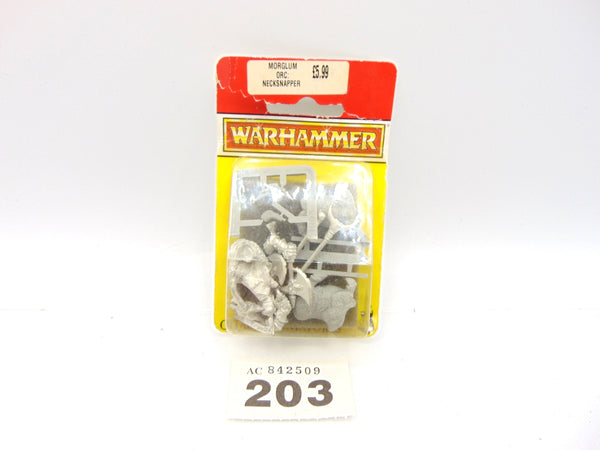 MORGLUM
ORC:
NECKSNAPPER
£5.99
WARHAMMER
AC 842509
203